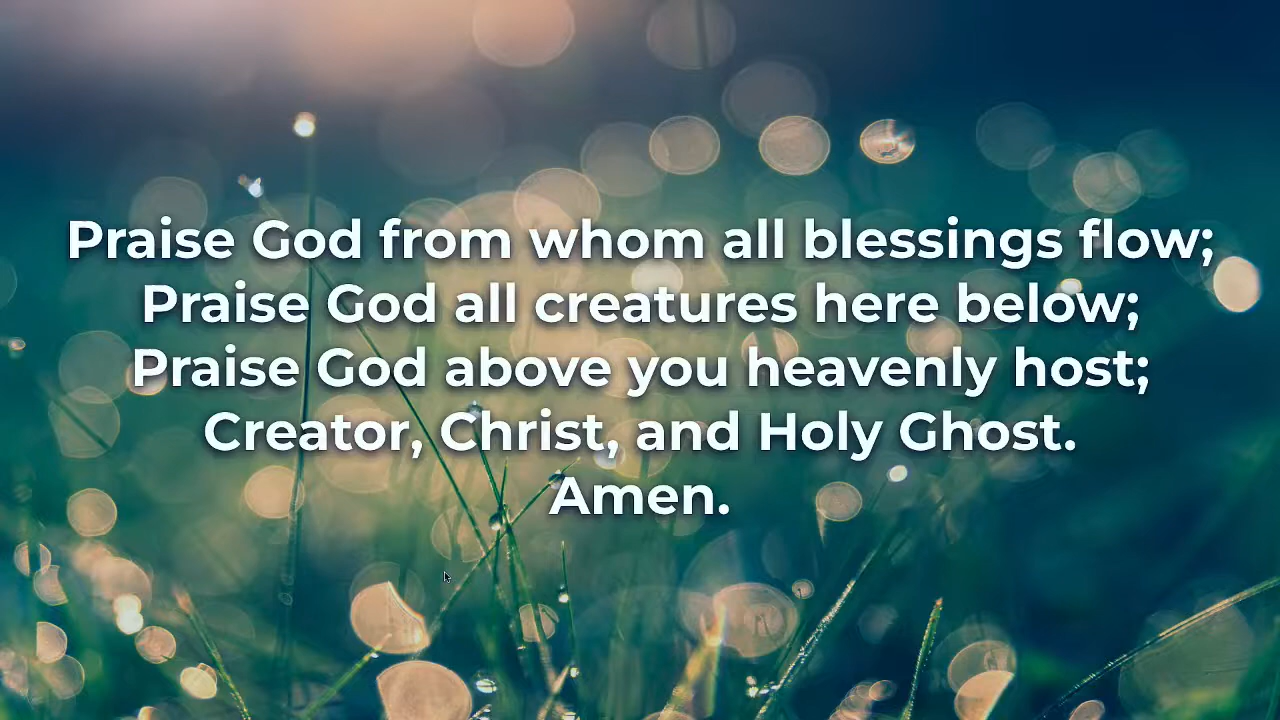 Praise God from whom all blessings flow;
Praise God all creatures here below;
Praise God above you heavenly host;
Creator, Christ, and Holy Ghost.
Amen.